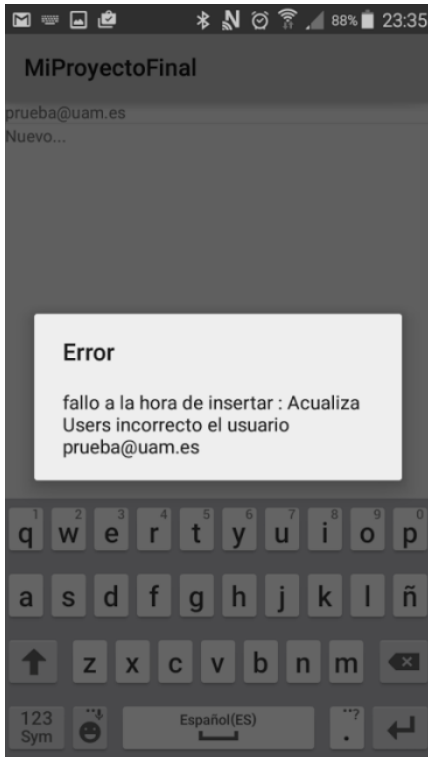 88% 23:35
MiProyectoFinal
prueba@uam.es
Nuevo...
Error
fallo a la hora de insertar : Acualiza
Users incorrecto el usuario
prueba@uam.es
1 2 3 4 5 6 7 8 9 0
q w e r t y u i o p
a s d f g h j k l ñ
z x c v b n m
123 Español(ES) ..?
Sym .